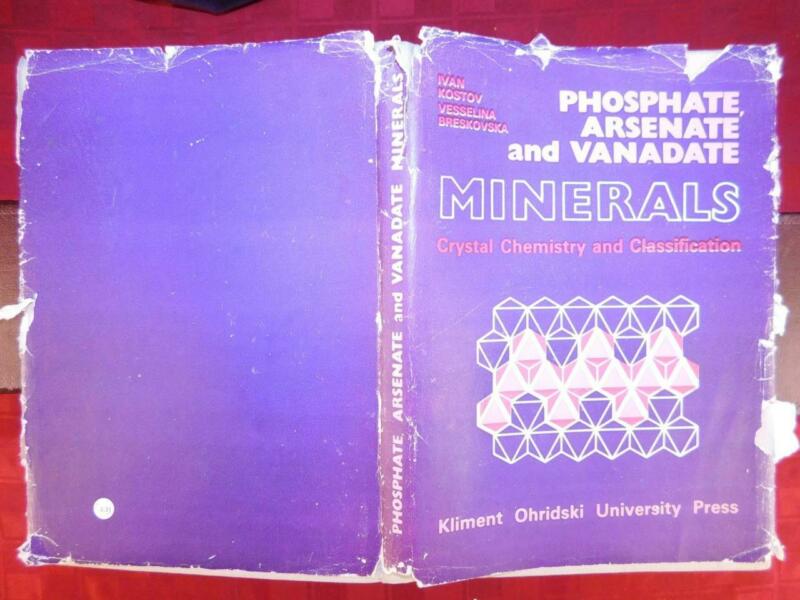 PHOSPHATE ARSENATE and VANADATE MINERALS
IVAN
KOSTOV
VESSELINA
BRESKOVSKA
PHOSPHATE,
ARSENATE
and VANADATE
MINERALS
Crystal Chemistry and Classification
Kliment Ohridski University Press